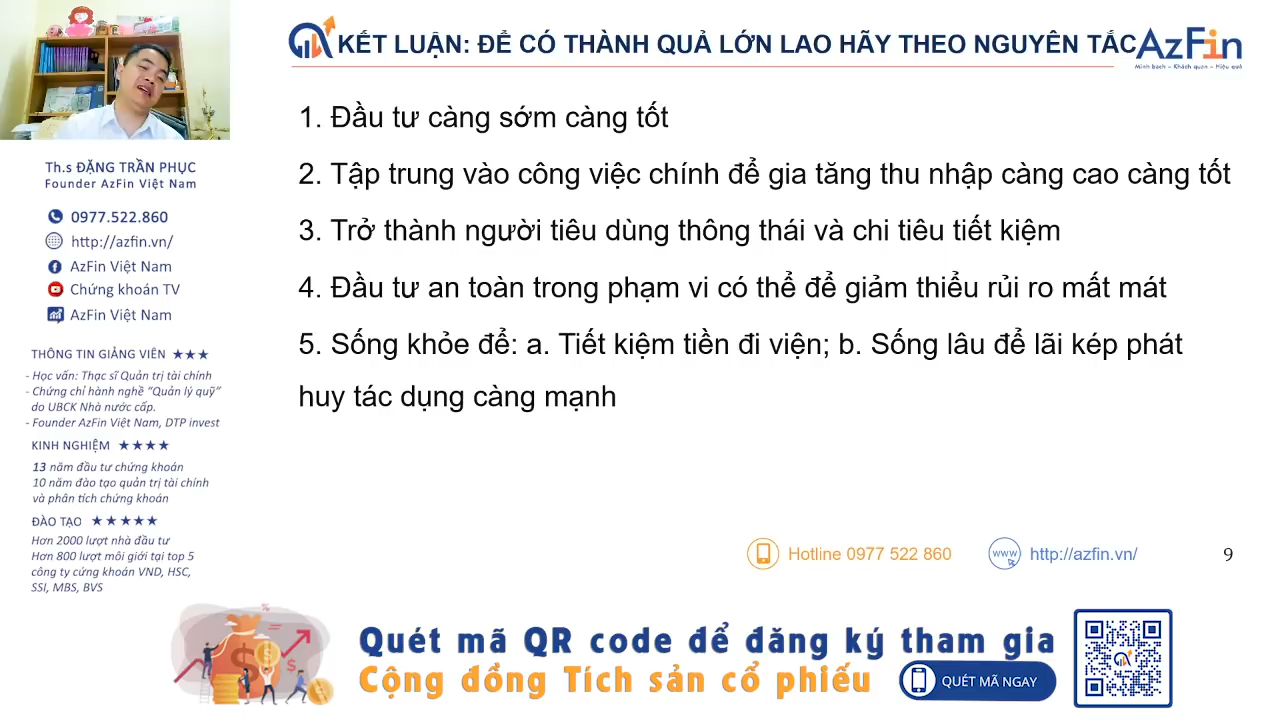 KẾT LUẬN: ĐỂ CÓ THÀNH QUẢ LỚN LAO HÃY THEO NGUYÊN TẮC
AzFin
Minh bạch – Khách quan – Hiệu quả
1. Đầu tư càng sớm càng tốt
2. Tập trung vào công việc chính để gia tăng thu nhập càng cao càng tốt
3. Trở thành người tiêu dùng thông thái và chi tiêu tiết kiệm
4. Đầu tư an toàn trong phạm vi có thể để giảm thiểu rủi ro mất mát
5. Sống khỏe để: a. Tiết kiệm tiền đi viện; b. Sống lâu để lãi kép phát
huy tác dụng càng mạnh
Th.s ĐẶNG TRẦN PHỤC
Founder AzFin Việt Nam
0977.522.860
http://azfin.vn/
AzFin Việt Nam
Chứng khoán TV
AzFin Việt Nam
THÔNG TIN GIẢNG VIÊN ★★★
- Học vấn: Thạc sĩ Quản trị tài chính
- Chứng chỉ hành nghề “Quản lý quỹ”
do UBCK Nhà nước cấp.
- Founder AzFin Việt Nam, DTP invest
KINH NGHIỆM ★★★★
13 năm đầu tư chứng khoán
10 năm đào tạo quản trị tài chính
và phân tích chứng khoán
ĐÀO TẠO ★★★★★
Hơn 2000 lượt nhà đầu tư
Hơn 800 lượt môi giới tại top 5
công ty cứng khoán VND, HSC,
SSI, MBS, BVS
Hotline 0977 522 860
www
http://azfin.vn/
9
Quét mã QR code để đăng ký tham gia
Cộng đồng Tích sản cổ phiếu
QUÉT MÃ NGAY